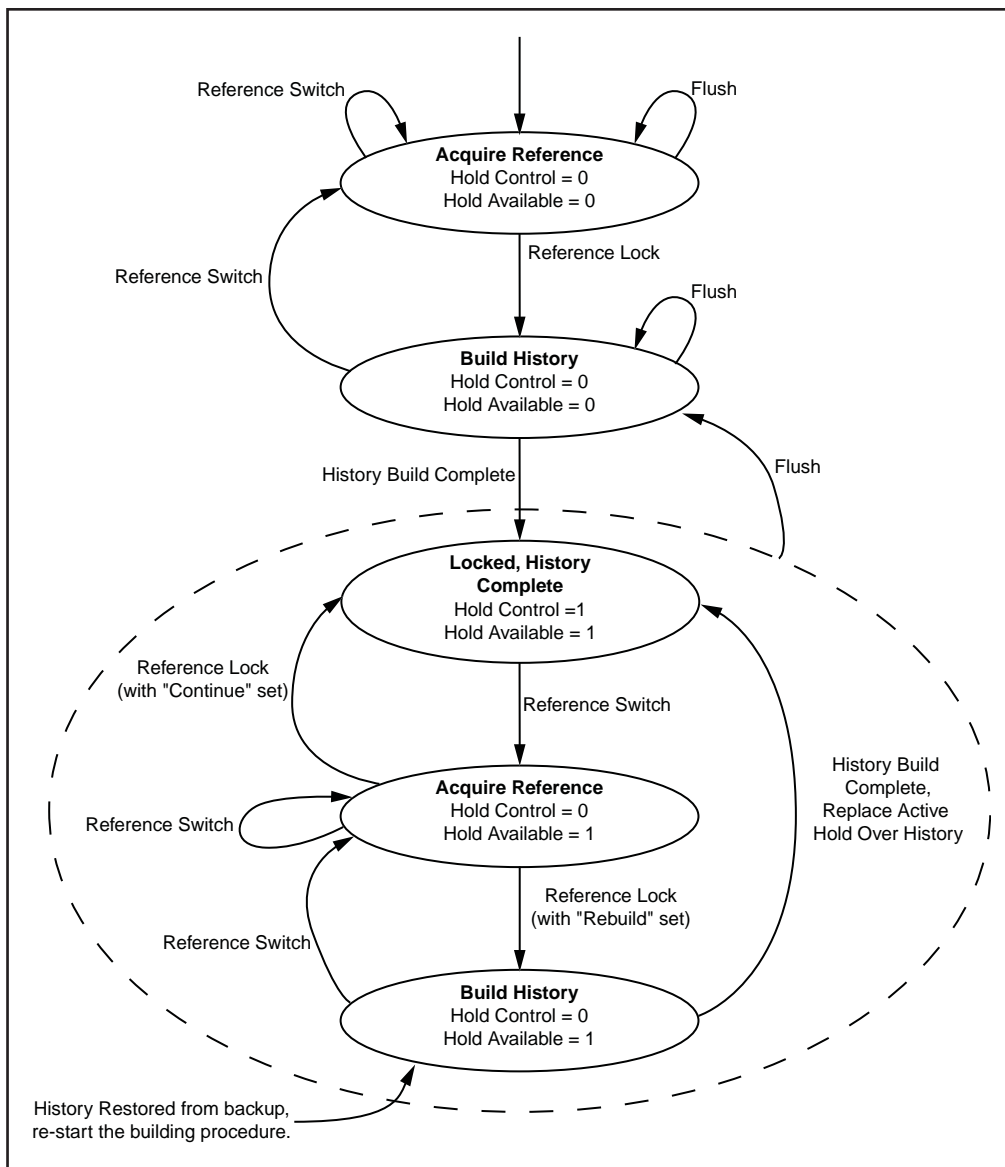 Reference Switch
Flush
Acquire Reference
Hold Control = 0
Hold Available = 0
Reference Switch
Reference Lock
Flush
Build History
Hold Control = 0
Hold Available = 0
History Build Complete
Flush
Locked, History
Complete
Hold Control =1
Hold Available = 1
Reference Lock
(with "Continue" set)
Reference Switch
Acquire Reference
Hold Control = 0
Hold Available = 1
Reference Switch
History Build
Complete,
Replace Active
Hold Over History
Reference Lock
(with "Rebuild" set)
Reference Switch
Build History
Hold Control = 0
Hold Available = 1
History Restored from backup,
re-start the building procedure.